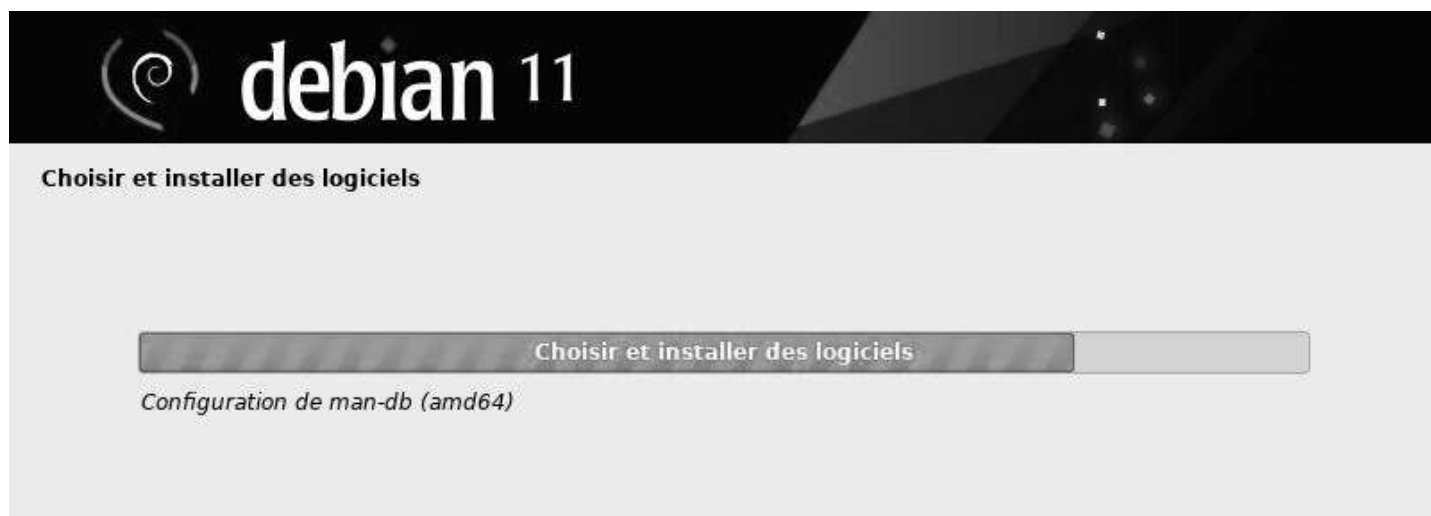 debian 11
Choisir et installer des logiciels
Choisir et installer des logiciels
Configuration de man-db (amd64)